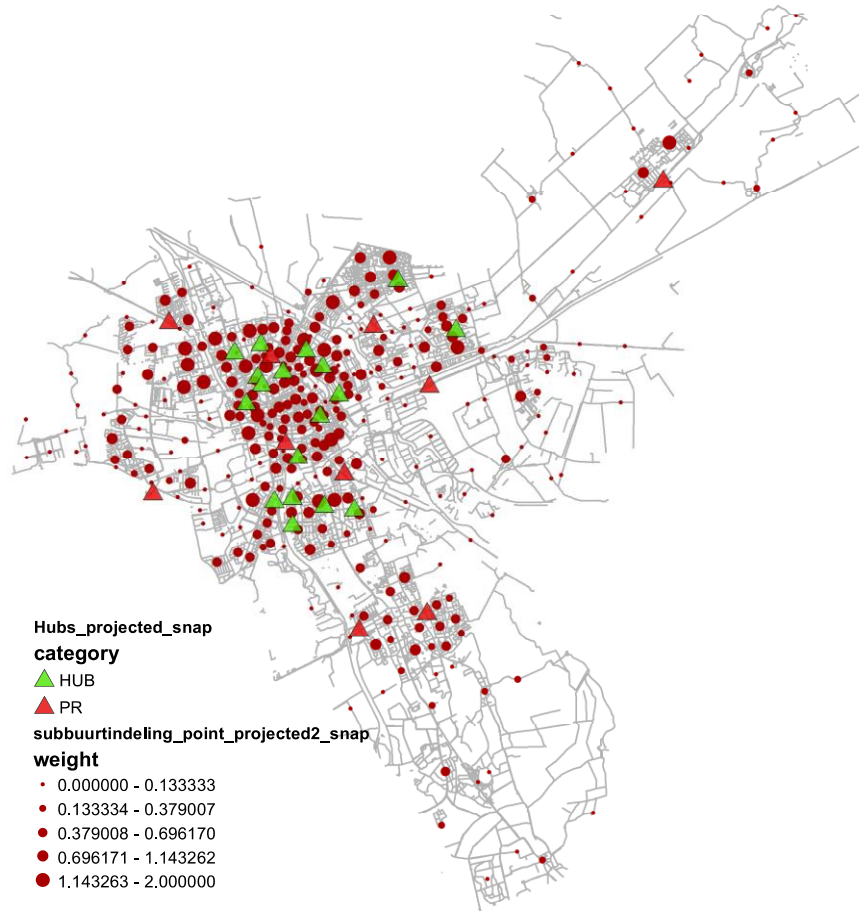 Hubs_projected_snap
category
HUB
PR
subbuurtindeling_point_projected2_snap
weight
0.000000 - 0.133333
0.133334 - 0.379007
0.379008 - 0.696170
0.696171 - 1.143262
1.143263 - 2.000000